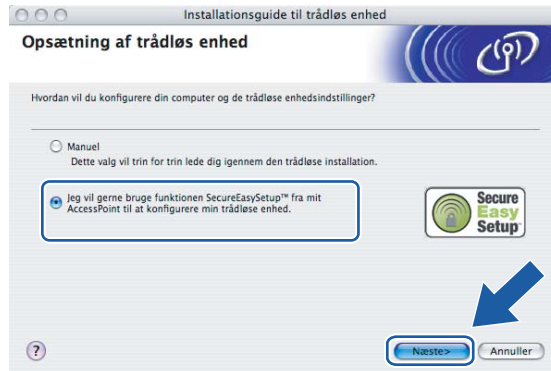 Installationsguide til trådløs enhed
Opsætning af trådløs enhed
Hvordan vil du konfigurere din computer og de trådløse enhedsindstillinger?
Manuel
Dette valg vil trin for trin lede dig igennem den trådløse installation.
Jeg vil gerne bruge funktionen SecureEasySetup™ fra mit
AccessPoint til at konfigurere min trådløse enhed.
Secure
Easy
Setup™
?
Næste>
Annuller